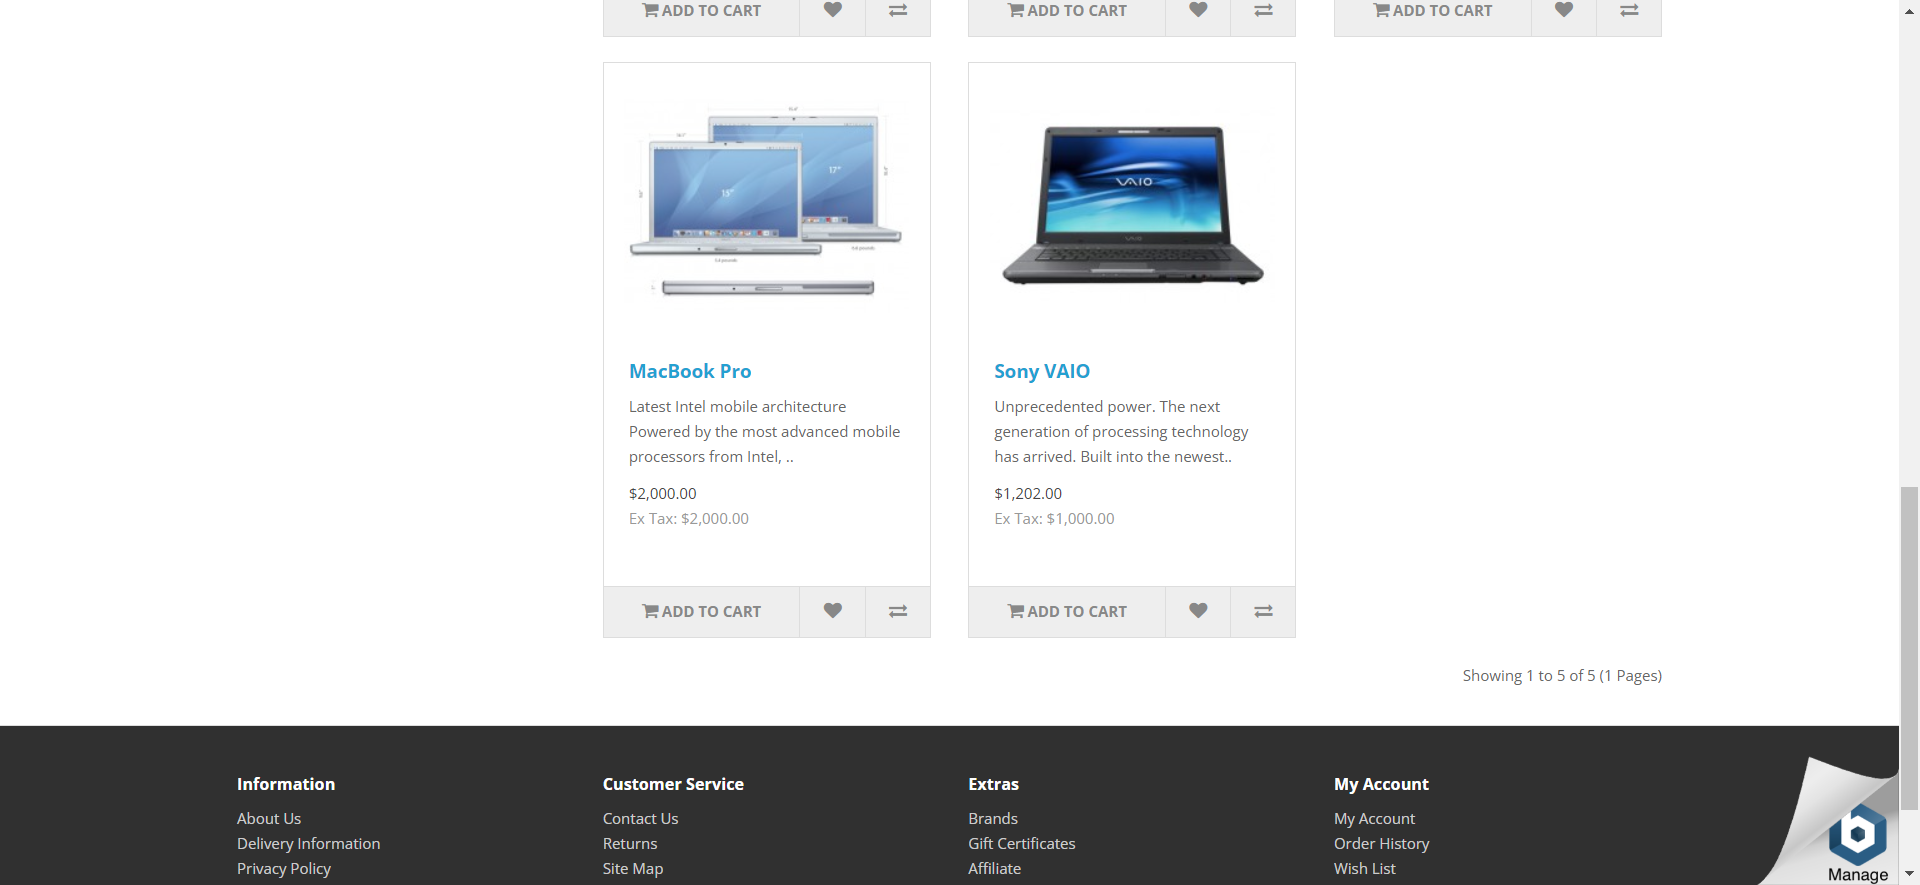 ADD TO CART
ADD TO CART
ADD TO CART
15"
17"
VAIO
VAIO
MacBook Pro
Latest Intel mobile architecture
Powered by the most advanced mobile
processors from Intel, ..
$2,000.00
Ex Tax: $2,000.00
ADD TO CART
Sony VAIO
Unprecedented power. The next
generation of processing technology
has arrived. Built into the newest..
$1,202.00
Ex Tax: $1,000.00
ADD TO CART
Showing 1 to 5 of 5 (1 Pages)
Information
About Us
Delivery Information
Privacy Policy
Customer Service
Contact Us
Returns
Site Map
Extras
Brands
Gift Certificates
Affiliate
My Account
My Account
Order History
Wish List
b
Manage